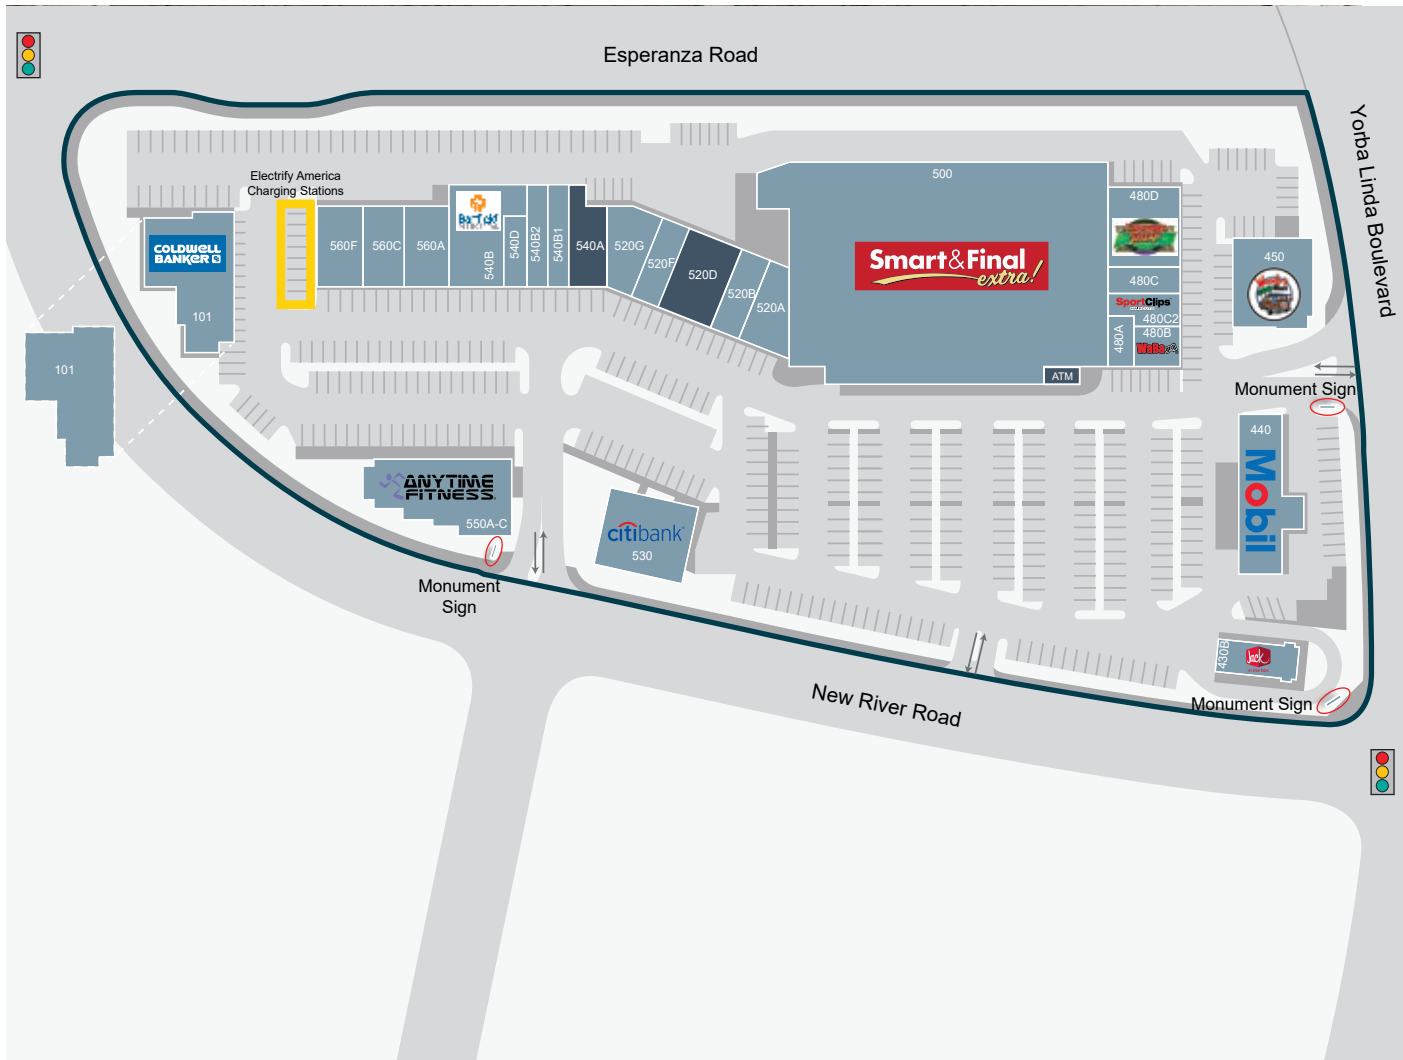 Esperanza Road
Yorba Linda Boulevard
Electrify America
Charging Stations
COLDWELL
BANKER
101
101
560F
560C
560A
540B
540D
540B2
540B1
540A
520G
520F
520D
520B
520A
500
Smart&Final
extra!
ATM
480D
480C
SportClips
480C2
480A
480B
WaBa
450
Monument Sign
440
Mobil
ANYTIME
FITNESS
550A-C
Monument
Sign
citibank
530
430B
Jack
Monument Sign
New River Road